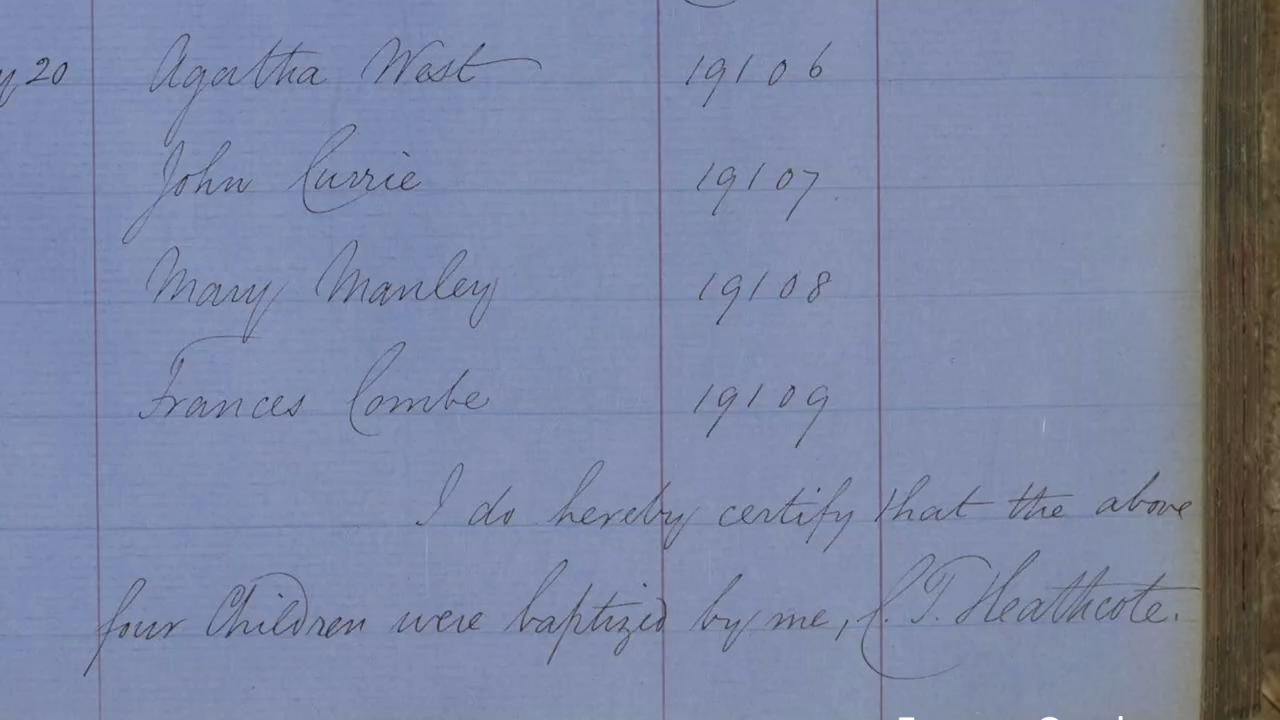 20 Agatha West 19106
John Currie 19107
Mary Manley 19108
Frances Combe 19109
I do hereby certify that the above
four Children were baptized by me, C. T. Heathcote.